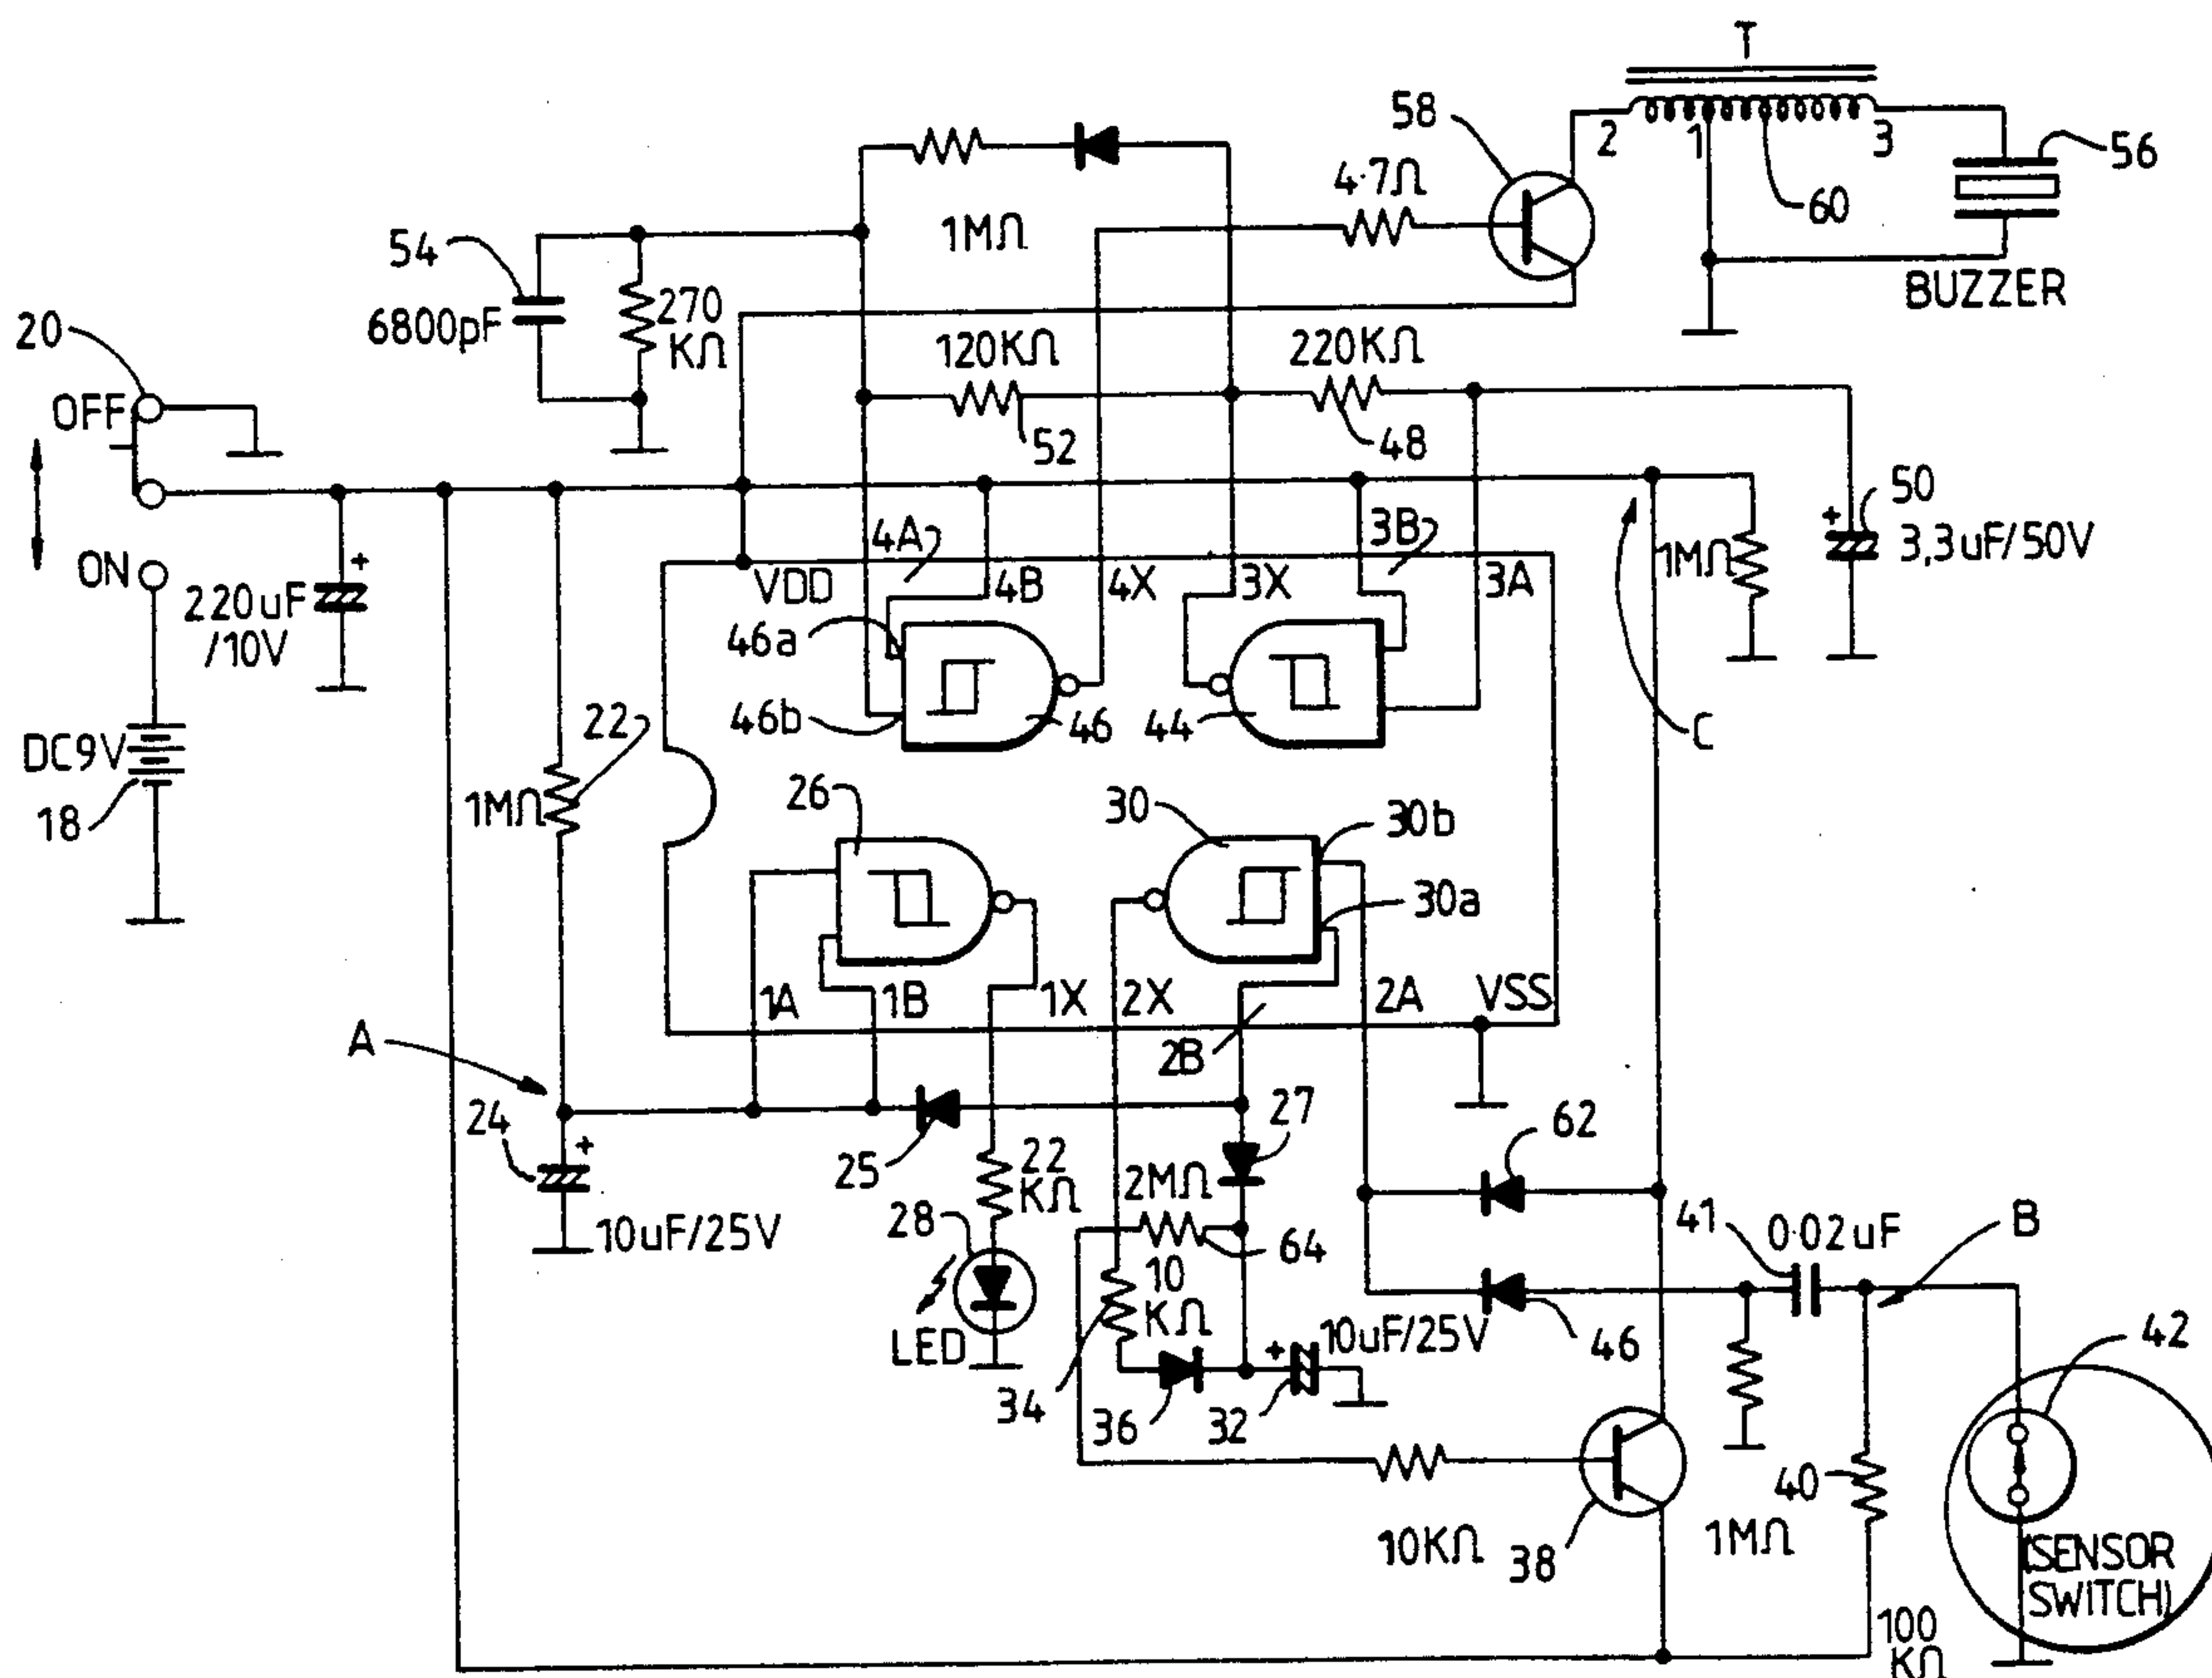 T
58
2
1
3
56
4.7Ω
60
1MΩ
54
6800pF
270
KΩ
BUZZER
20
120KΩ
220KΩ
OFF
52
48
50
3,3uF/50V
+
ON
+
220uF
/10V
4A
3B
1MΩ
VDD
4B
4X
3X
3A
46a
46b
46
44
C
22
DC9V
18
1MΩ
26
30
30b
30a
1A
1B
1X
2X
2A
VSS
2B
A
24
+
10uF/25V
25
27
62
22
KΩ
2MΩ
28
64
41
0.02uF
B
10
KΩ
LED
10uF/25V
+
46
42
34
36
32
40
10KΩ
38
1MΩ
(SENSOR
SWITCH)
100
KΩ